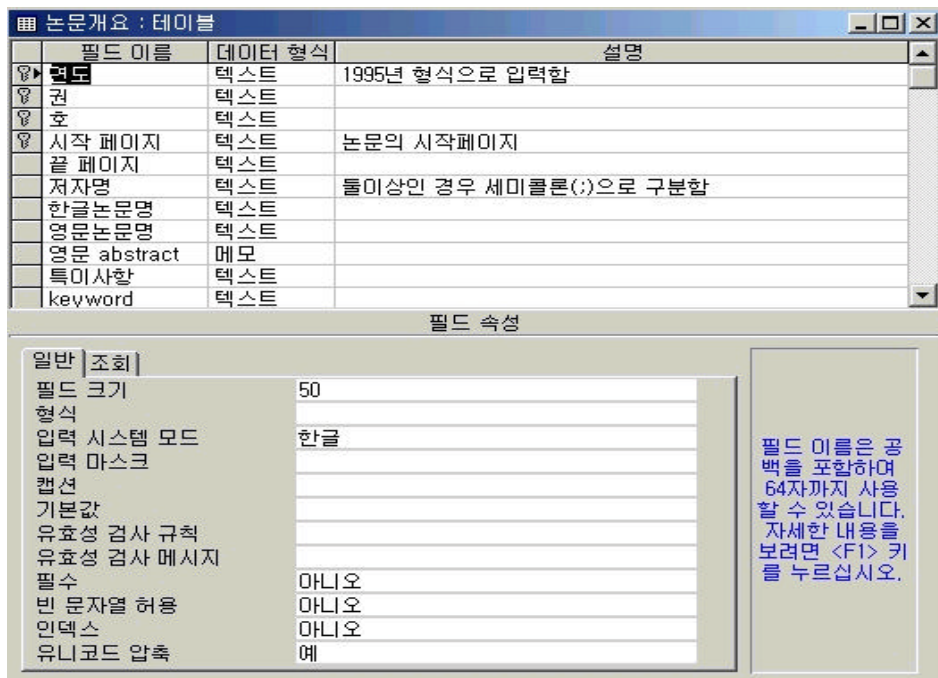 논문개요 : 테이블
필드 이름 데이터 형식 설명
력도 텍스트 1995년 형식으로 입력함
권 텍스트
호 텍스트
시작 페이지 텍스트 논문의 시작페이지
끝 페이지 텍스트
저자명 텍스트 둘이상인 경우 세미콜론(;)으로 구분함
한글논문명 텍스트
영문논문명 텍스트
영문 abstract 메모
특이사항 텍스트
keyword 텍스트
필드 속성
일반 조회
필드 크기 50
형식
입력 시스템 모드 한글
입력 마스크
캡션
기본값
유효성 검사 규칙
유효성 검사 메시지
필수 아니오
빈 문자열 허용 아니오
인덱스 아니오
유니코드 압축 예
필드 이름은 공
백을 포함하여
64자까지 사용
할 수 있습니다.
자세한 내용을
보려면 <F1> 키
를 누르십시오.